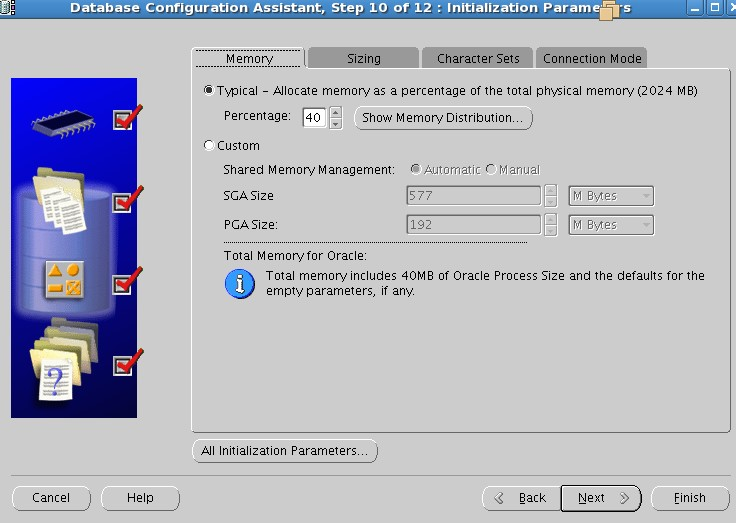 Database Configuration Assistant, Step 10 of 12 : Initialization Parameters
Memory Sizing Character Sets Connection Mode
Typical – Allocate memory as a percentage of the total physical memory (2024 MB)
Percentage: 40 Show Memory Distribution...
Custom
Shared Memory Management: Automatic Manual
SGA Size 577 M Bytes
PGA Size: 192 M Bytes
Total Memory for Oracle:
Total memory includes 40MB of Oracle Process Size and the defaults for the
empty parameters, if any.
All Initialization Parameters...
Cancel Help Back Next Finish